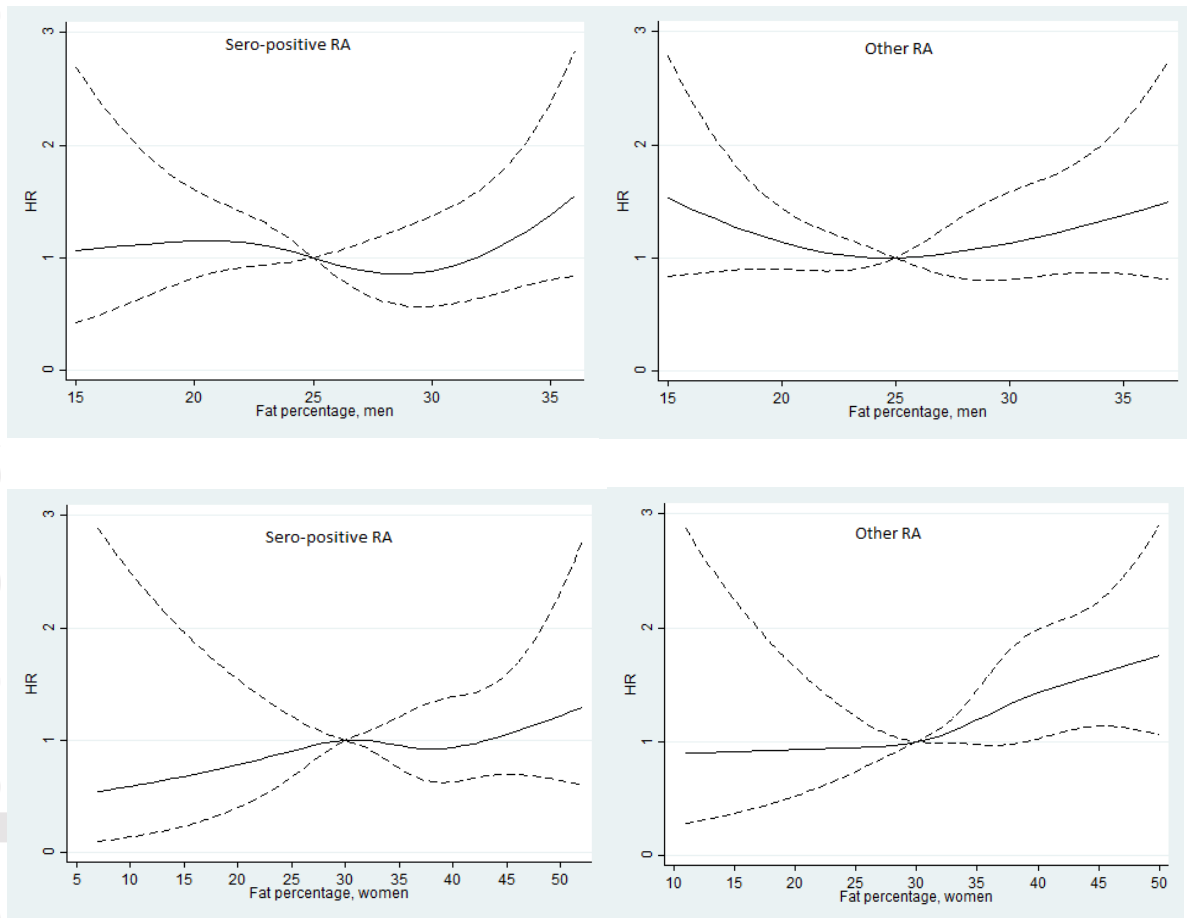 Sero-positive RA
HR
3
2
1
0
15 20 25 30 35
Fat percentage, men
Other RA
HR
3
2
1
0
15 20 25 30 35
Fat percentage, men
Sero-positive RA
HR
3
2
1
0
5 10 15 20 25 30 35 40 45 50
Fat percentage, women
Other RA
HR
3
2
1
0
10 15 20 25 30 35 40 45 50
Fat percentage, women